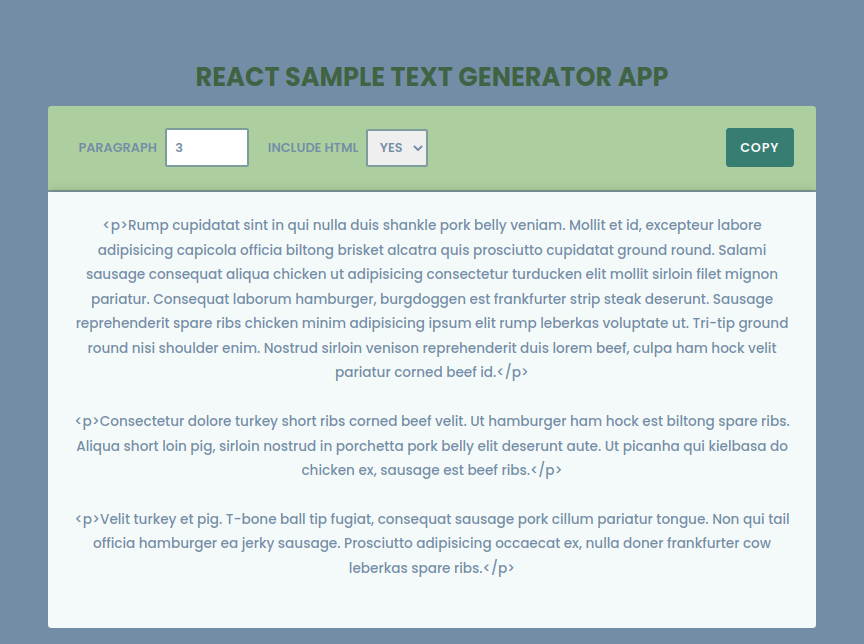 REACT SAMPLE TEXT GENERATOR APP
PARAGRAPH 3 INCLUDE HTML YES COPY
<p>Rump cupidatat sint in qui nulla duis shankle pork belly veniam. Mollit et id, excepteur labore
adipisicing capicola officia biltong brisket alcatra quis prosciutto cupidatat ground round. Salami
sausage consequat aliqua chicken ut adipisicing consectetur turducken elit mollit sirloin filet mignon
pariatur. Consequat laborum hamburger, burgdoggen est frankfurter strip steak deserunt. Sausage
reprehenderit spare ribs chicken minim adipisicing ipsum elit rump leberkas voluptate ut. Tri-tip ground
round nisi shoulder enim. Nostrud sirloin venison reprehenderit duis lorem beef, culpa ham hock velit
pariatur corned beef id.</p>
<p>Consectetur dolore turkey short ribs corned beef velit. Ut hamburger ham hock est biltong spare ribs.
Aliqua short loin pig, sirloin nostrud in porchetta pork belly elit deserunt aute. Ut picanha qui kielbasa do
chicken ex, sausage est beef ribs.</p>
<p>Velit turkey et pig. T-bone ball tip fugiat, consequat sausage pork cillum pariatur tongue. Non qui tail
officia hamburger ea jerky sausage. Prosciutto adipisicing occaecat ex, nulla doner frankfurter cow
leberkas spare ribs.</p>